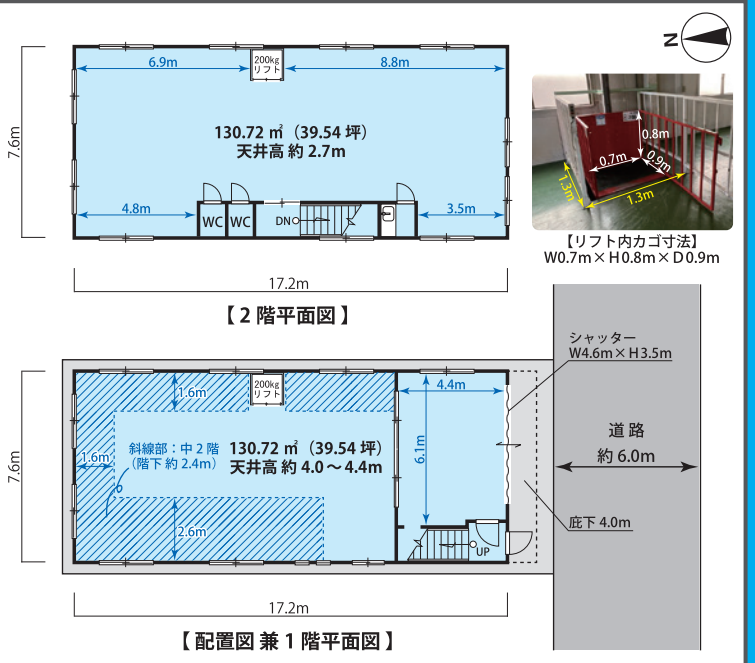 N
6.9m
200kg
リフト
8.8m
7.6m
130.72 ㎡（39.54 坪）
天井高 約 2.7m
4.8m
WC
WC
DN
3.5m
17.2m
【 2 階平面図 】
0.8m
0.7m
0.9m
1.3m
1.3m
【リフト内カゴ寸法】
W0.7m×H0.8m×D0.9m
シャッター
W4.6m×H3.5m
1.6m
200kg
リフト
4.4m
7.6m
1.6m
斜線部：中 2 階
（階下 約 2.4m）
130.72 ㎡（39.54 坪）
天井高 約 4.0 〜 4.4m
6.1m
道 路
約 6.0m
2.6m
UP
庇下 4.0m
17.2m
【 配置図 兼 1 階平面図 】